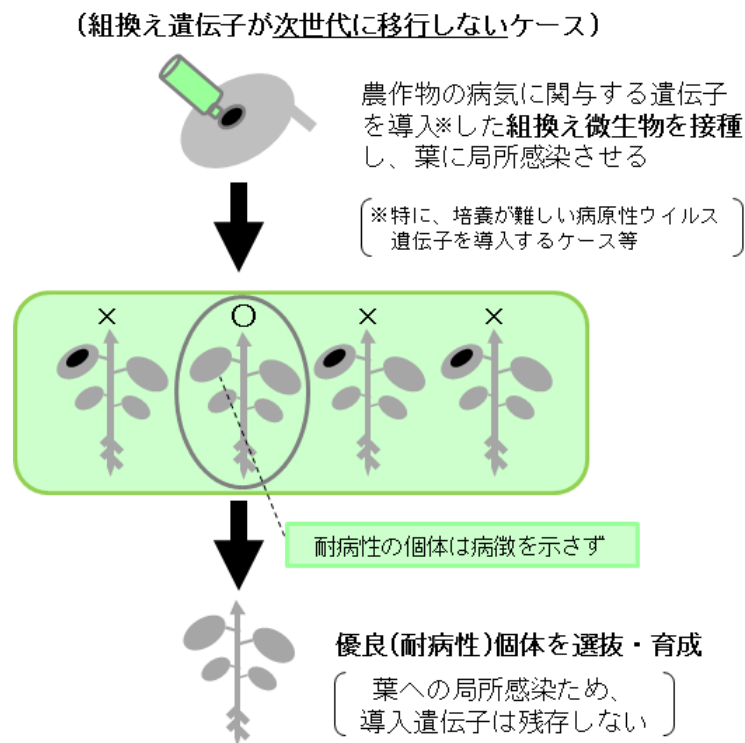 (組換え遺伝子が次世代に移行しないケース)
農作物の病気に関与する遺伝子
を導入※した組換え微生物を接種
し、葉に局所感染させる
※特に、培養が難しい病原性ウイルス
遺伝子を導入するケース等
× ○ × ×
耐病性の個体は病徴を示さず
優良(耐病性)個体を選抜・育成
葉への局所感染ため、
導入遺伝子は残存しない